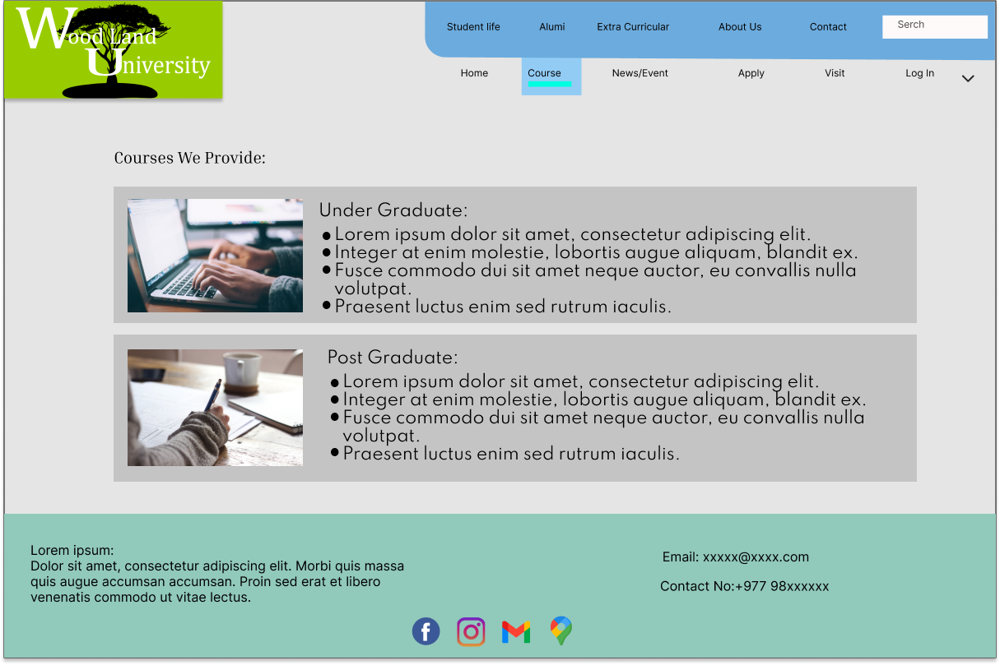 Wood Land
University
Student life
Alumi
Extra Curricular
About Us
Contact
Serch
Home
Course
News/Event
Apply
Visit
Log In
Courses We Provide:
Under Graduate:
Lorem ipsum dolor sit amet, consectetur adipiscing elit.
Integer at enim molestie, lobortis augue aliquam, blandit ex.
Fusce commodo dui sit amet neque auctor, eu convallis nulla
volutpat.
Praesent luctus enim sed rutrum iaculis.
Post Graduate:
Lorem ipsum dolor sit amet, consectetur adipiscing elit.
Integer at enim molestie, lobortis augue aliquam, blandit ex.
Fusce commodo dui sit amet neque auctor, eu convallis nulla
volutpat.
Praesent luctus enim sed rutrum iaculis.
Lorem ipsum:
Dolor sit amet, consectetur adipiscing elit. Morbi quis massa
quis augue accumsan accumsan. Proin sed erat et libero
venenatis commodo ut vitae lectus.
Email: xxxxx@xxxx.com
Contact No:+977 98xxxxxx